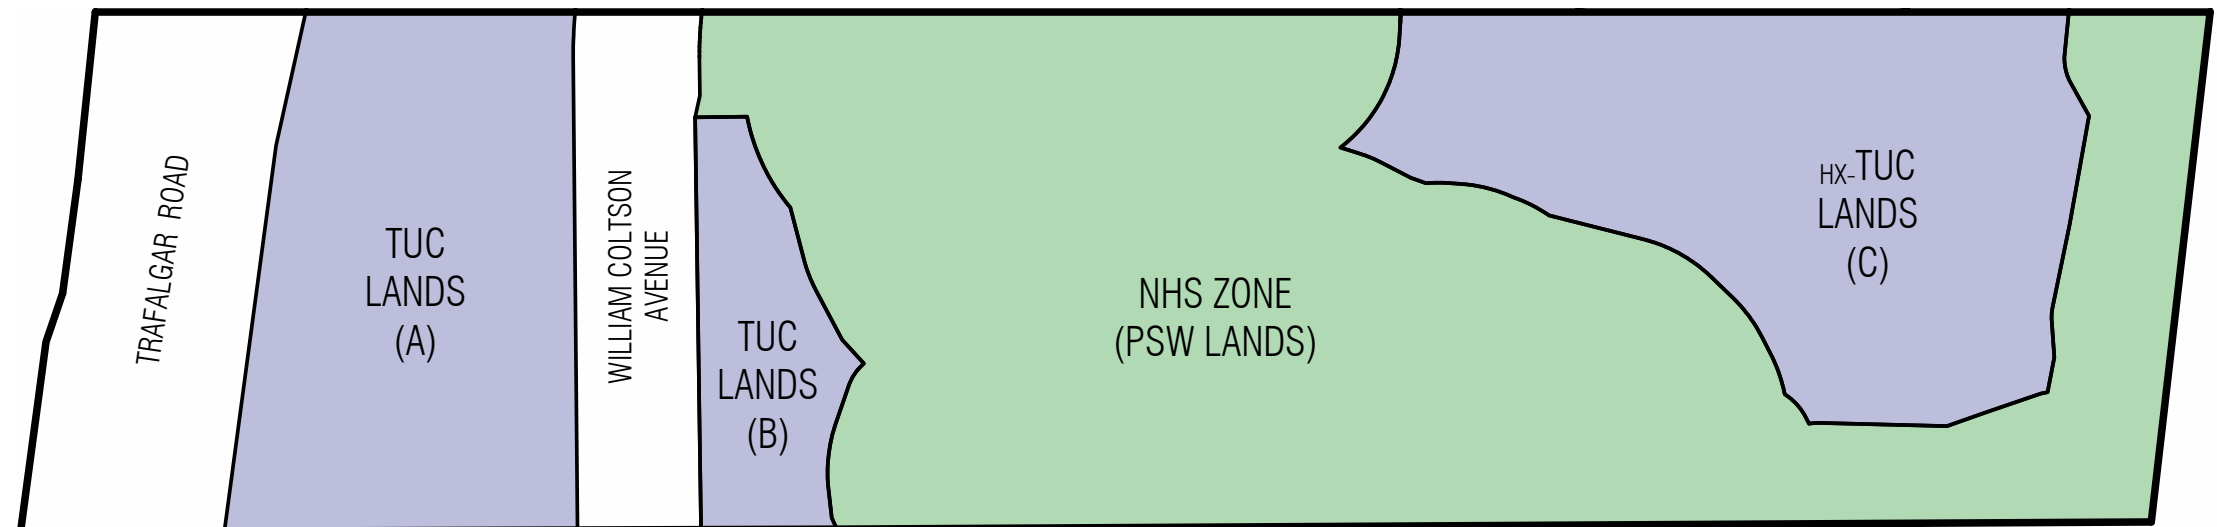 TRAFALGAR ROAD
TUC
LANDS
(A)
WILLIAM COLTSON
AVENUE
TUC
LANDS
(B)
NHS ZONE
(PSW LANDS)
HX-TUC
LANDS
(C)